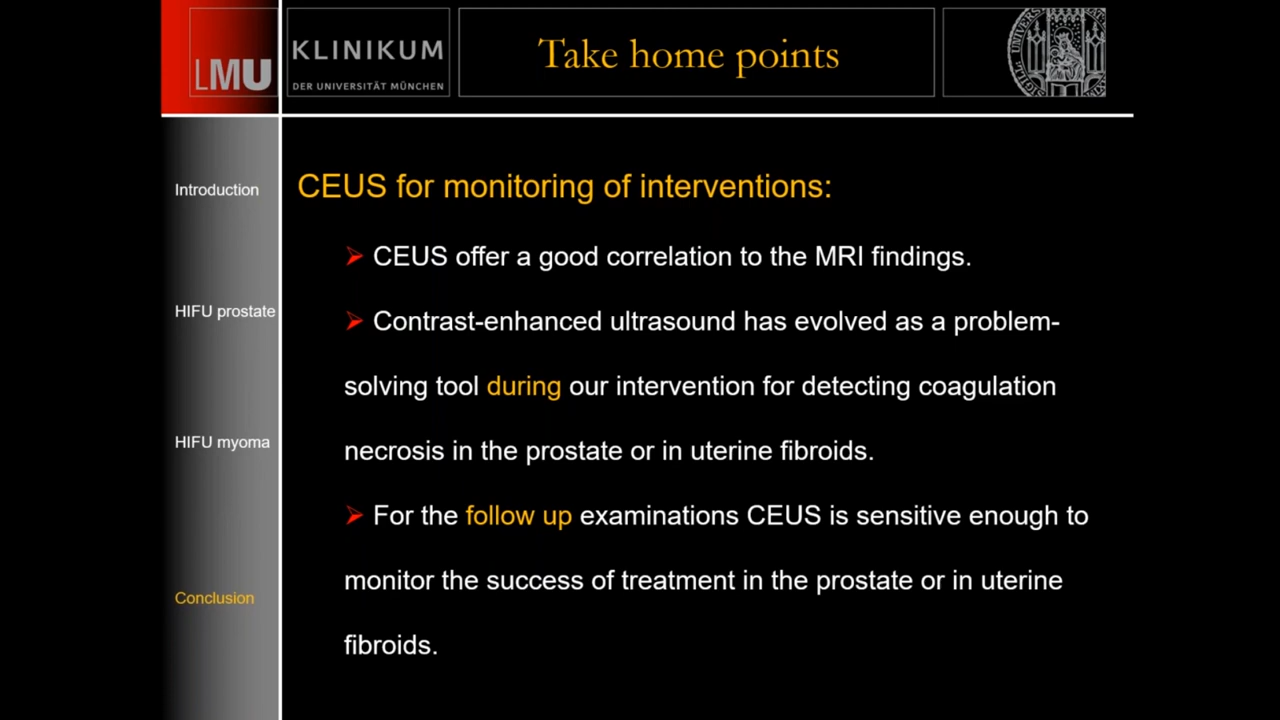 LMU
KLINIKUM
DER UNIVERSITÄT MÜNCHEN
Take home points
Introduction
HIFU prostate
HIFU myoma
Conclusion
CEUS for monitoring of interventions:
CEUS offer a good correlation to the MRI findings.
Contrast-enhanced ultrasound has evolved as a problem-
solving tool during our intervention for detecting coagulation
necrosis in the prostate or in uterine fibroids.
For the follow up examinations CEUS is sensitive enough to
monitor the success of treatment in the prostate or in uterine
fibroids.